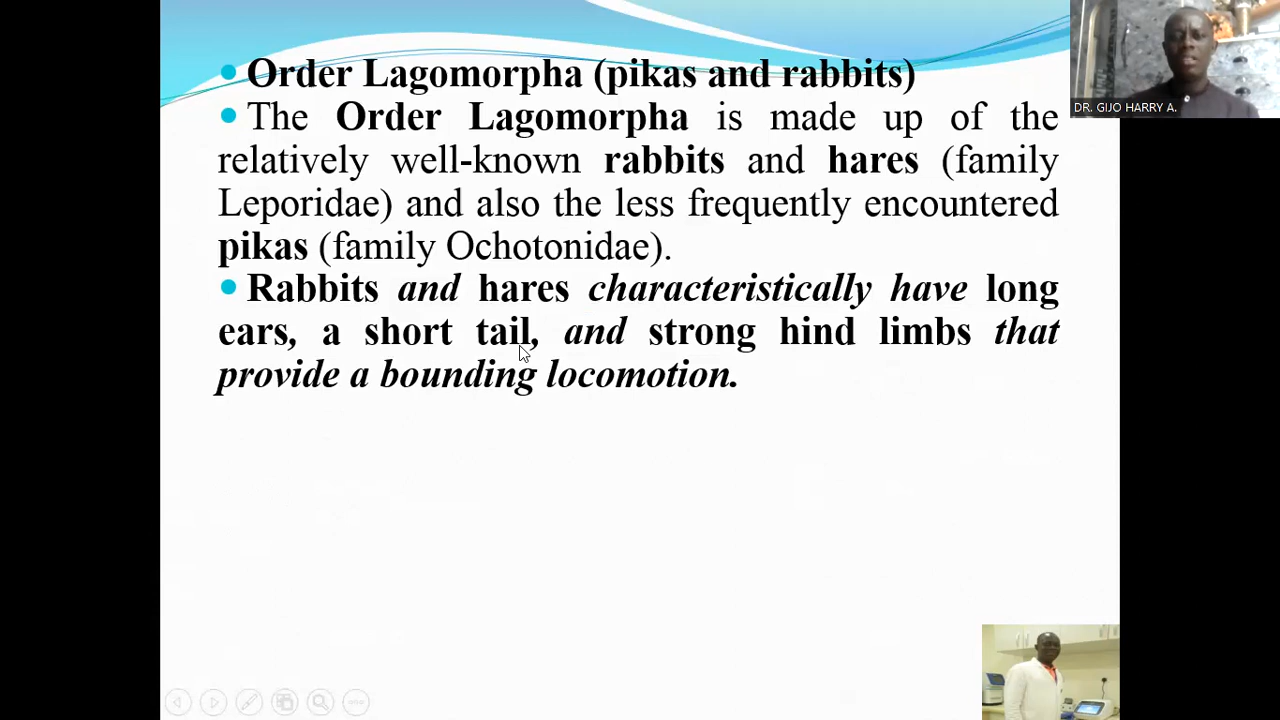 Order Lagomorpha (pikas and rabbits)
The Order Lagomorpha is made up of the
relatively well-known rabbits and hares (family
Leporidae) and also the less frequently encountered
pikas (family Ochotonidae).
Rabbits and hares characteristically have long
ears, a short tail, and strong hind limbs that
provide a bounding locomotion.
DR. GIJO HARRY A.